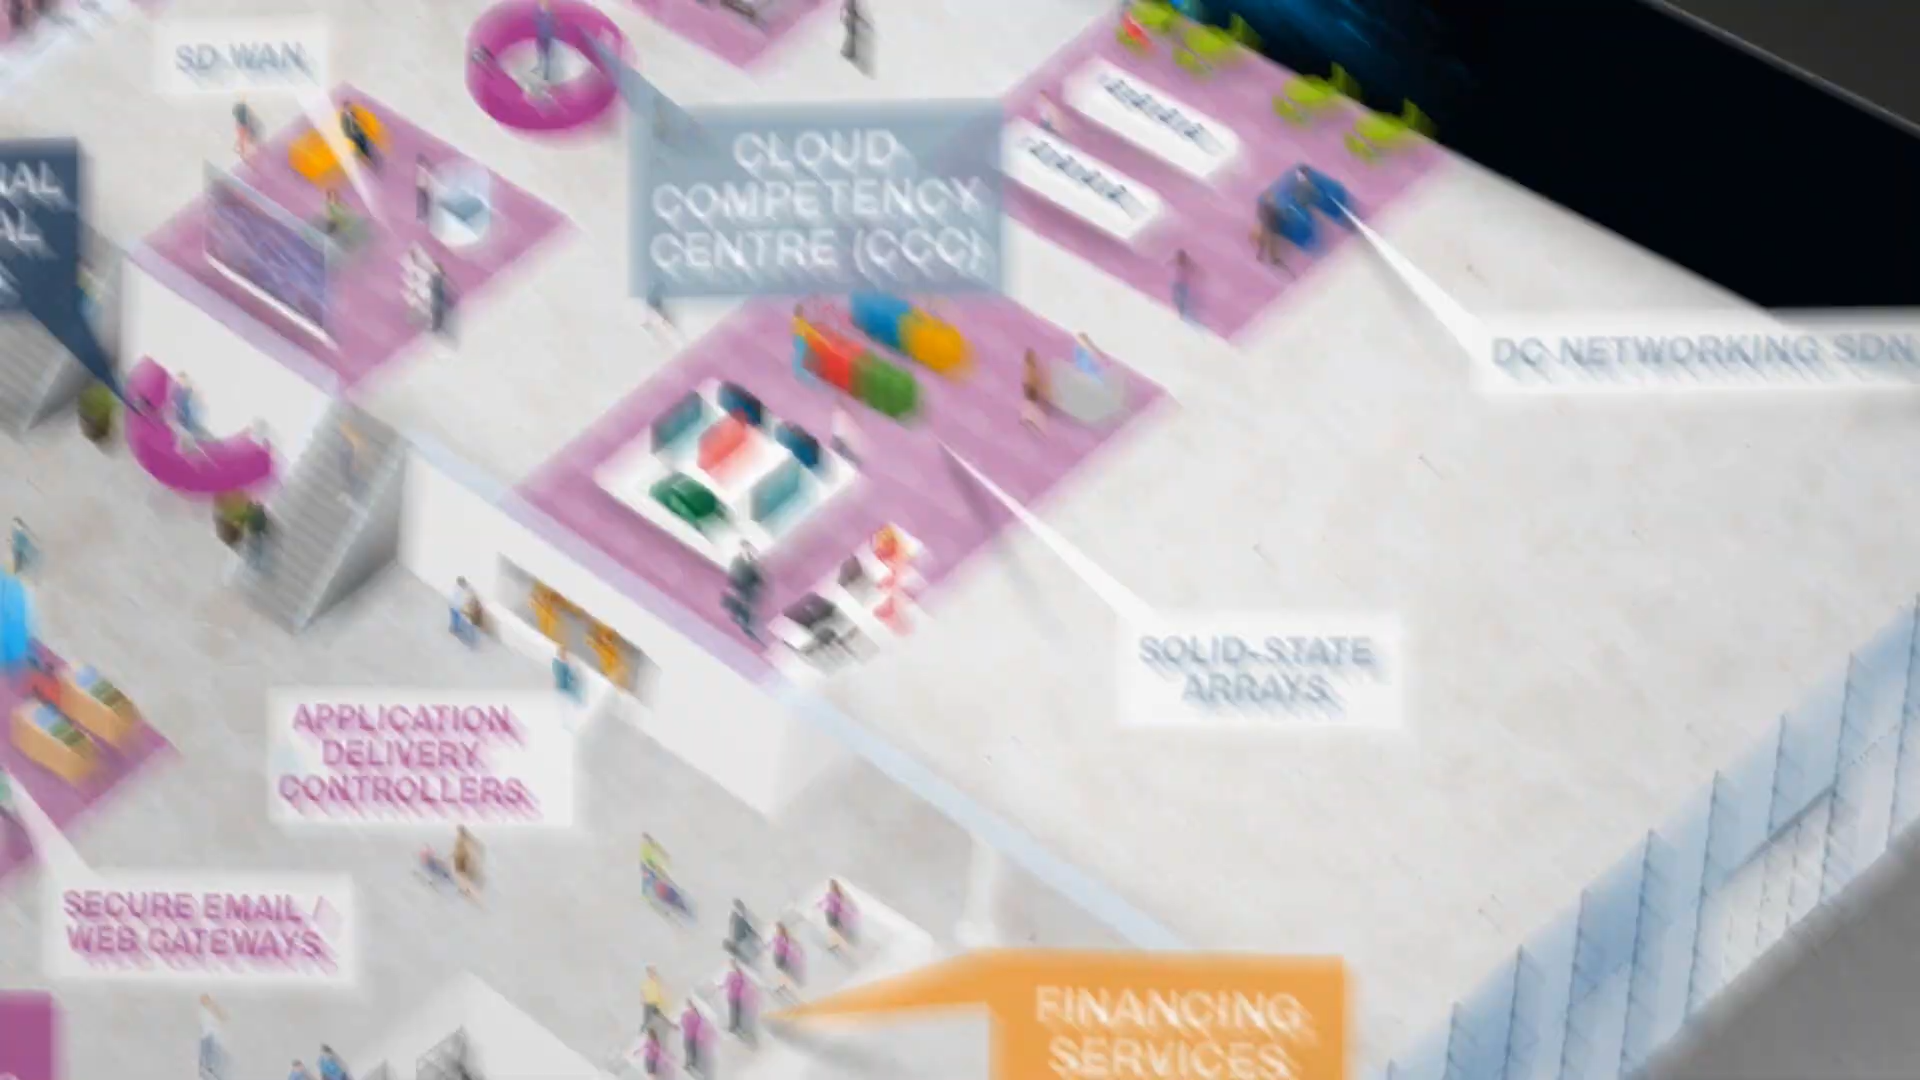 SD-WAN
CLOUD
COMPETENCY
CENTRE (CCC)
DC NETWORKING SDN
SOLID-STATE
ARRAYS
APPLICATION
DELIVERY
CONTROLLERS
SECURE EMAIL /
WEB GATEWAYS
FINANCING
SERVICES